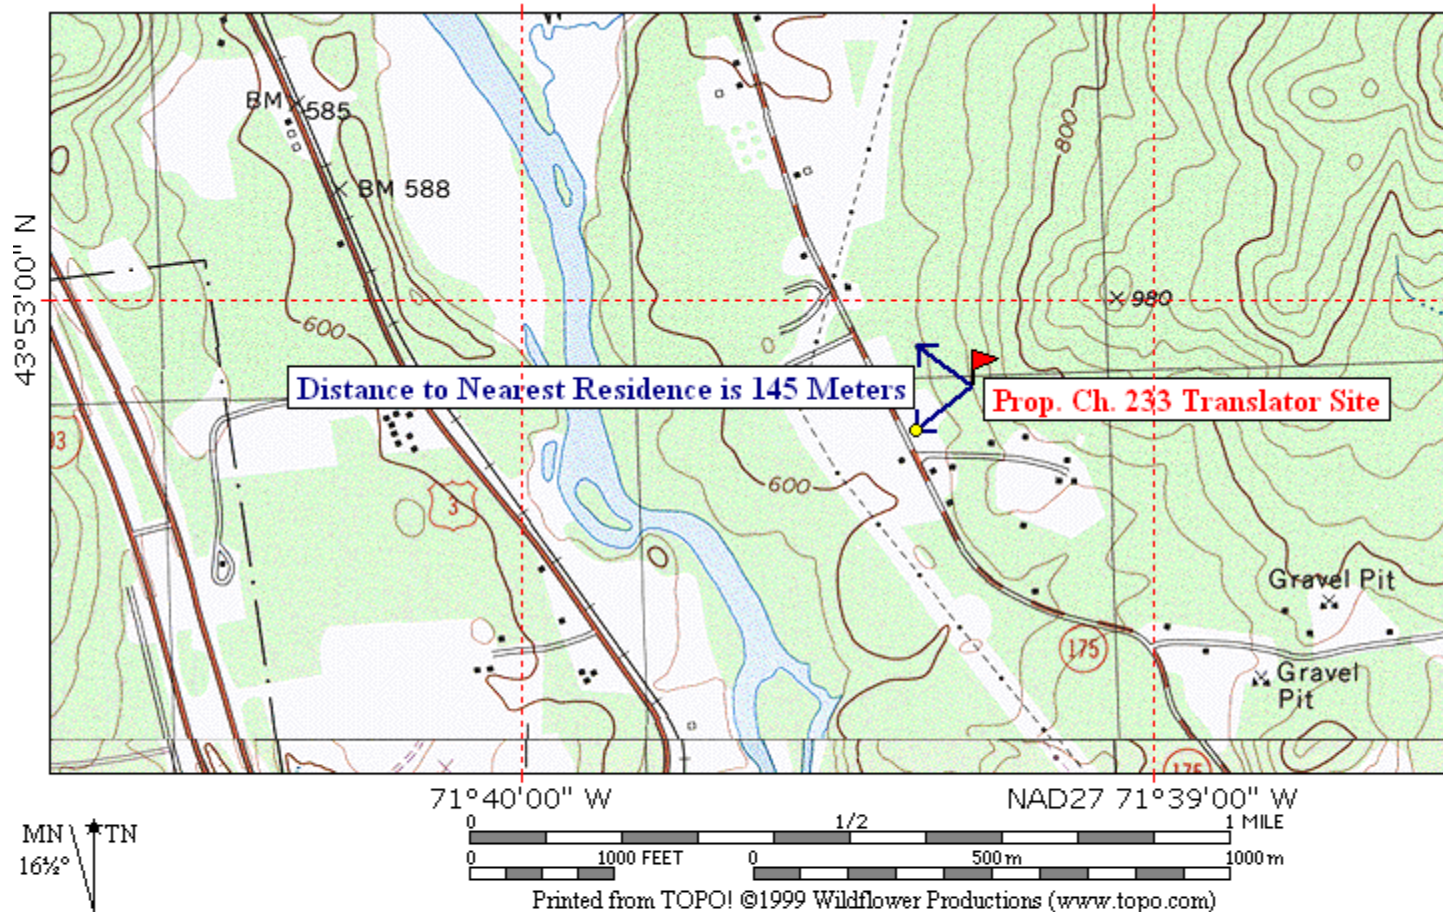 BM 585
BM 588
800
43°53'00" N
980
600
Distance to Nearest Residence is 145 Meters
Prop. Ch. 233 Translator Site
93
3
600
Gravel Pit
175
Gravel
Pit
175
71°40'00" W
NAD27 71°39'00" W
MN TN
16½°
0 1/2 1 MILE
0 1000 FEET 0 500 m 1000 m
Printed from TOPO! ©1999 Wildflower Productions (www.topo.com)